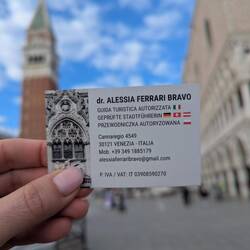 dr. ALESSIA FERRARI BRAVO
GUIDA TURISTICA AUTORIZZATA
GEPRÜFTE STADTFÜHRERIN
PRZEWODNICZKA AUTORYZOWANA
Cannaregio 4549
30121 VENEZIA - ITALIA
Mob. +39 349 1885179
alessiaferraribravo@gmail.com
P. IVA / VAT: IT 03908590270